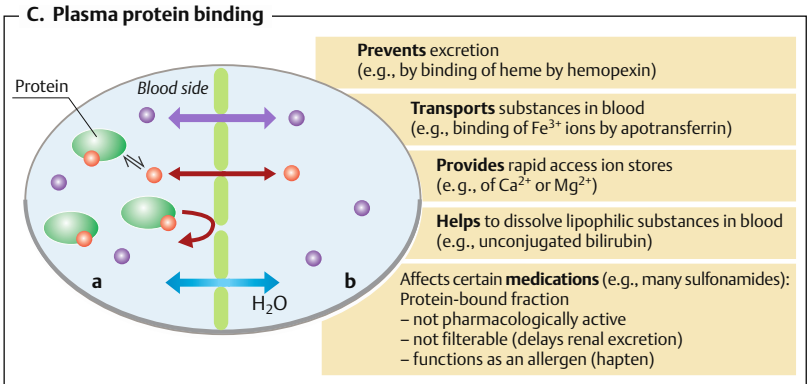 C. Plasma protein binding
Protein
Blood side
a
b
H₂O
Prevents excretion
(e.g., by binding of heme by hemopexin)
Transports substances in blood
(e.g., binding of Fe³⁺ ions by apotransferrin)
Provides rapid access ion stores
(e.g., of Ca²⁺ or Mg²⁺)
Helps to dissolve lipophilic substances in blood
(e.g., unconjugated bilirubin)
Affects certain medications (e.g., many sulfonamides):
Protein-bound fraction
– not pharmacologically active
– not filterable (delays renal excretion)
– functions as an allergen (hapten)